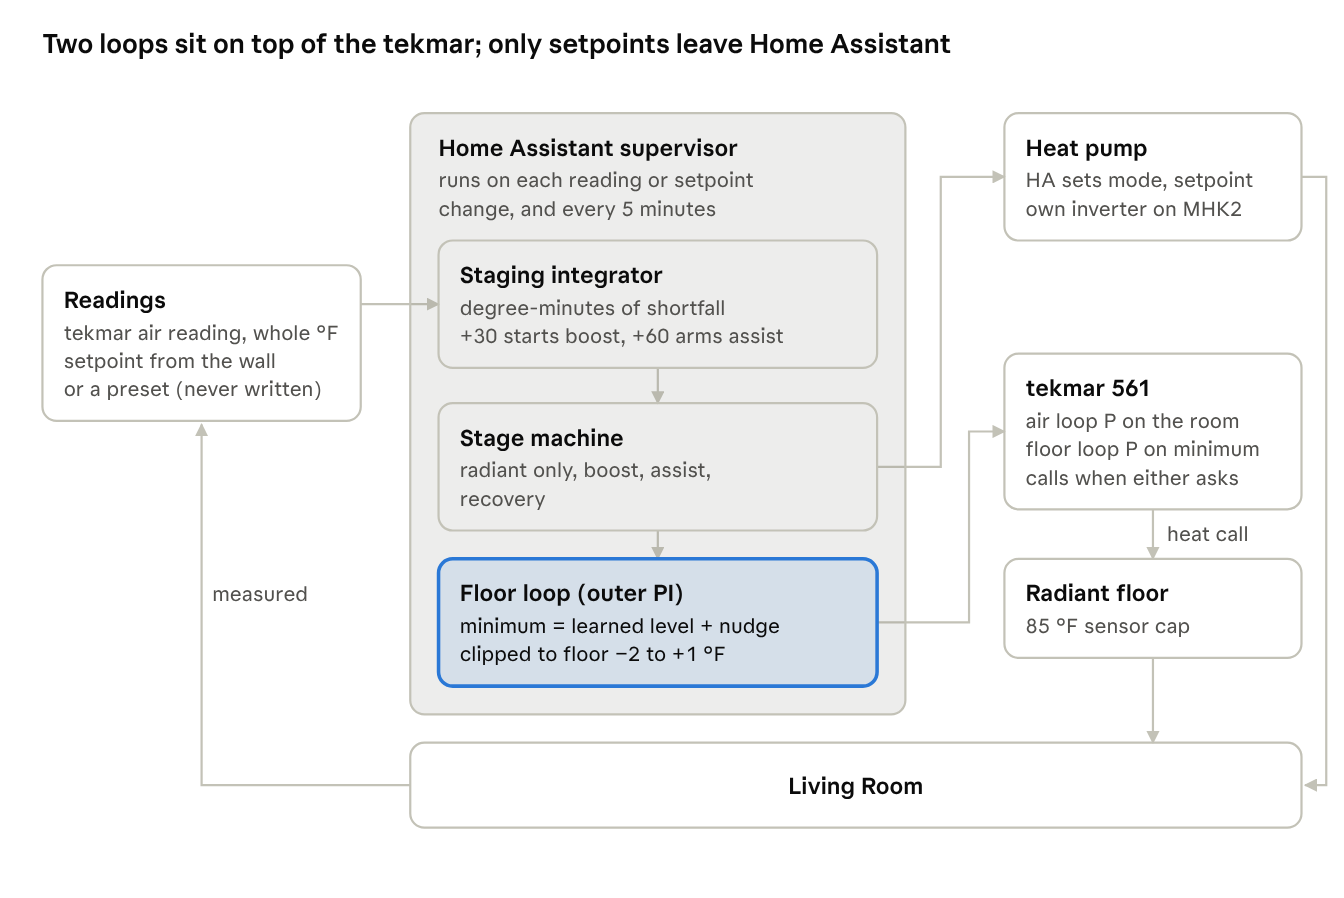 Two loops sit on top of the tekmar; only setpoints leave Home Assistant
Readings
tekmar air reading, whole °F
setpoint from the wall
or a preset (never written)
Home Assistant supervisor
runs on each reading or setpoint
change, and every 5 minutes
Staging integrator
degree-minutes of shortfall
+30 starts boost, +60 arms assist
Stage machine
radiant only, boost, assist,
recovery
Floor loop (outer PI)
minimum = learned level + nudge
clipped to floor −2 to +1 °F
Heat pump
HA sets mode, setpoint
own inverter on MHK2
tekmar 561
air loop P on the room
floor loop P on minimum
calls when either asks
heat call
Radiant floor
85 °F sensor cap
Living Room
measured